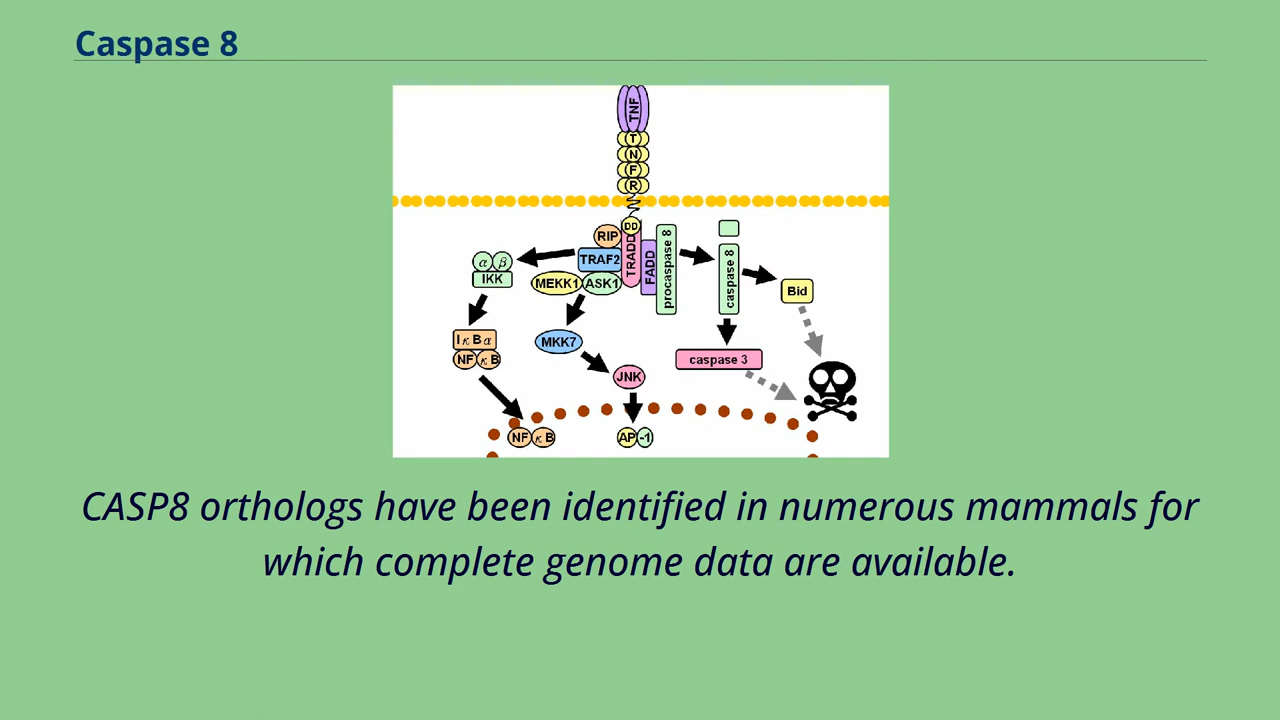 Caspase 8
TNF
T
N
F
R
DD
RIP
TRAF2
TRADD
FADD
procaspase 8
caspase 8
α β
IKK
MEKK1
ASK1
Bid
IκBα
NF κB
MKK7
caspase 3
JNK
NF κB
AP -1
CASP8 orthologs have been identified in numerous mammals for
which complete genome data are available.